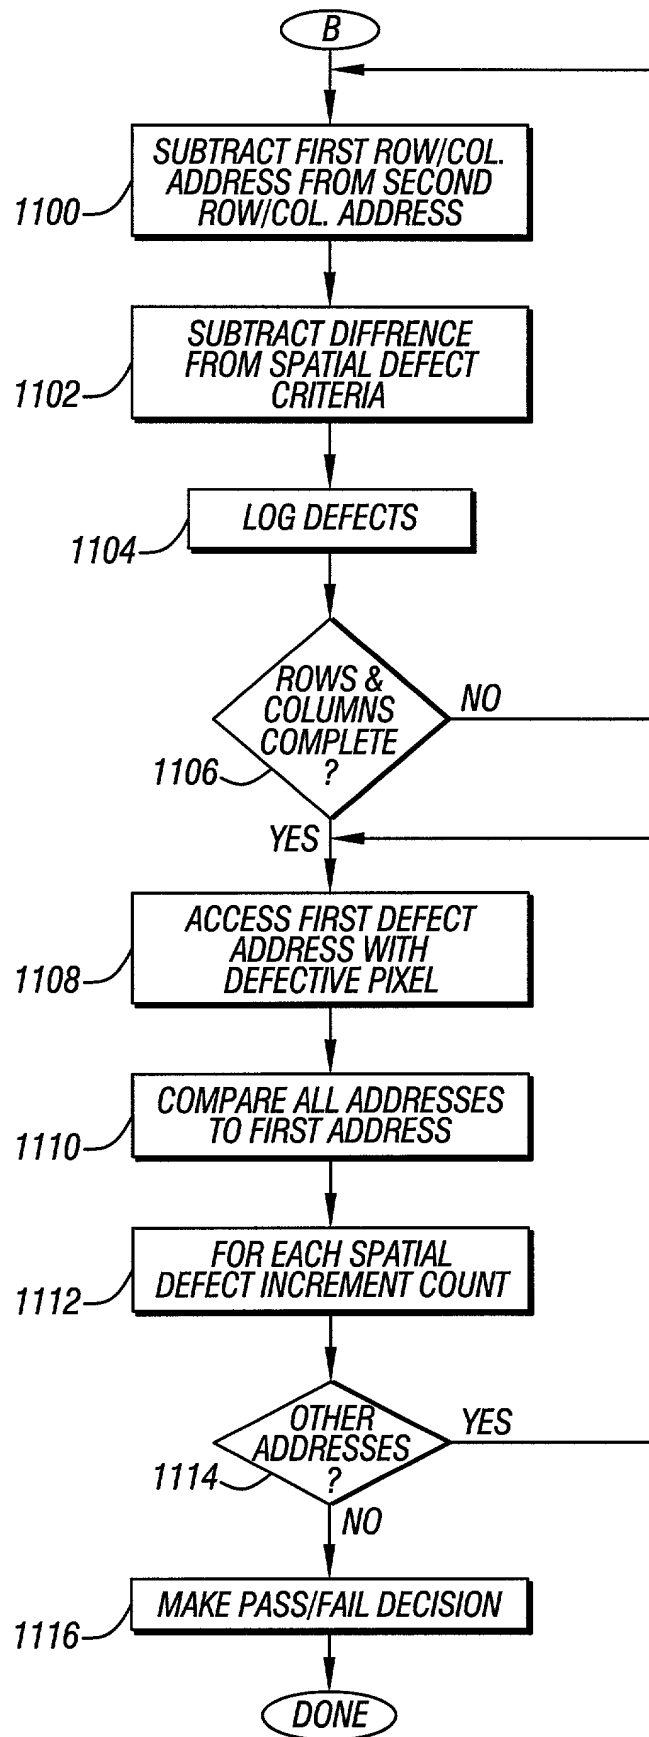 B
SUBTRACT FIRST ROW/COL.
ADDRESS FROM SECOND
ROW/COL. ADDRESS
1100
SUBTRACT DIFFRENCE
FROM SPATIAL DEFECT
CRITERIA
1102
LOG DEFECTS
1104
ROWS &
COLUMNS
COMPLETE
?
1106
NO
YES
ACCESS FIRST DEFECT
ADDRESS WITH
DEFECTIVE PIXEL
1108
COMPARE ALL ADDRESSES
TO FIRST ADDRESS
1110
FOR EACH SPATIAL
DEFECT INCREMENT COUNT
1112
OTHER
ADDRESSES
?
1114
YES
NO
MAKE PASS/FAIL DECISION
1116
DONE